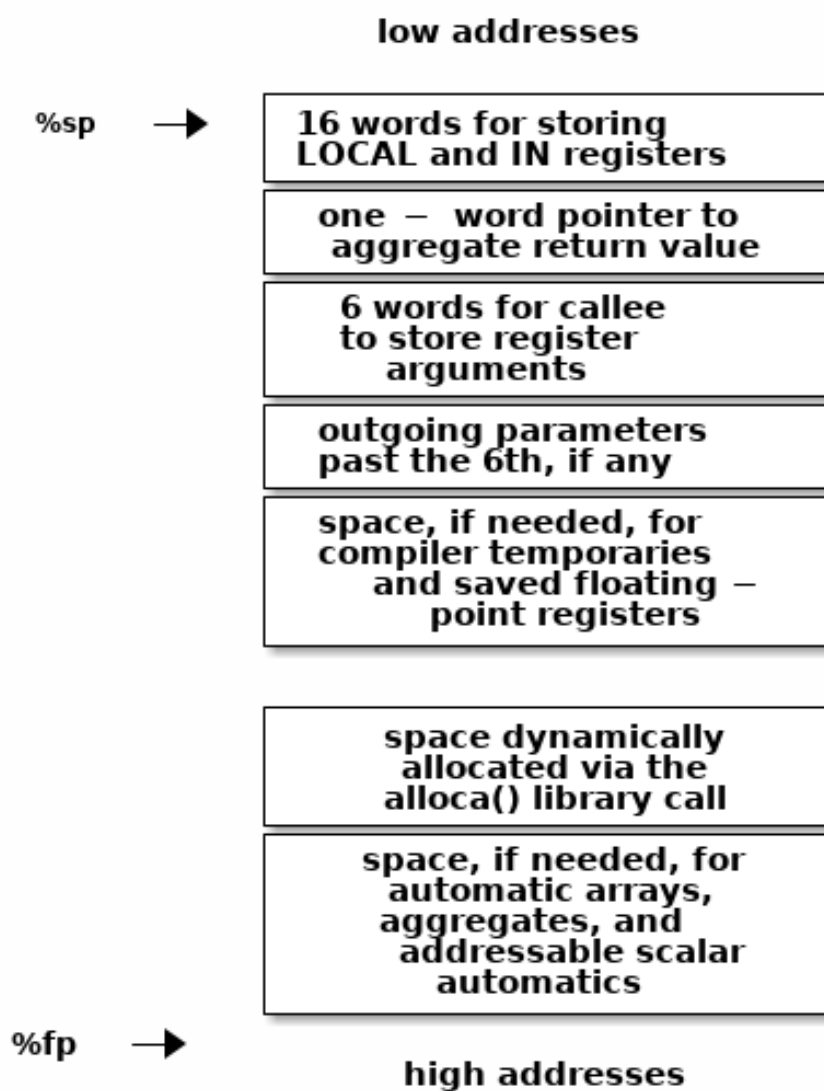 low addresses
%sp
16 words for storing
LOCAL and IN registers
one − word pointer to
aggregate return value
6 words for callee
to store register
arguments
outgoing parameters
past the 6th, if any
space, if needed, for
compiler temporaries
and saved floating −
point registers
space dynamically
allocated via the
alloca() library call
space, if needed, for
automatic arrays,
aggregates, and
addressable scalar
automatics
%fp
high addresses